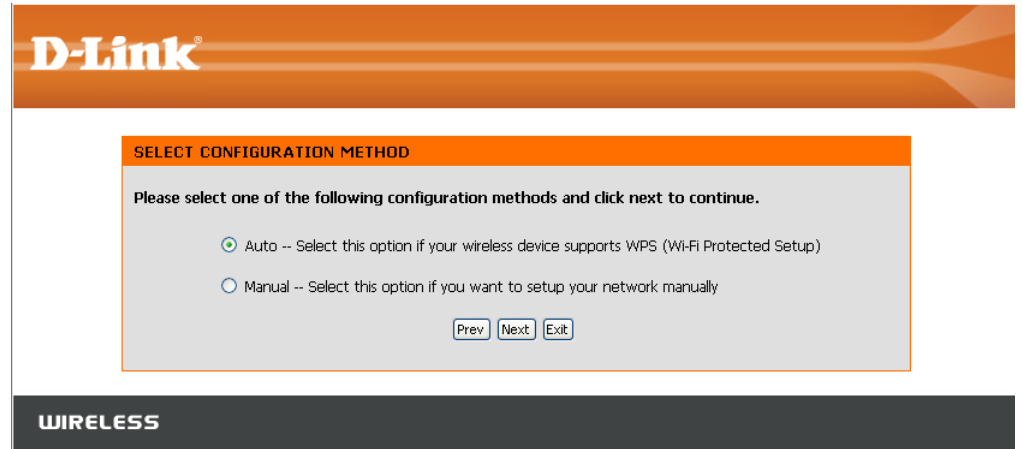 D-Link®
SELECT CONFIGURATION METHOD
Please select one of the following configuration methods and click next to continue.
Auto -- Select this option if your wireless device supports WPS (Wi-Fi Protected Setup)
Manual -- Select this option if you want to setup your network manually
Prev Next Exit
WIRELESS